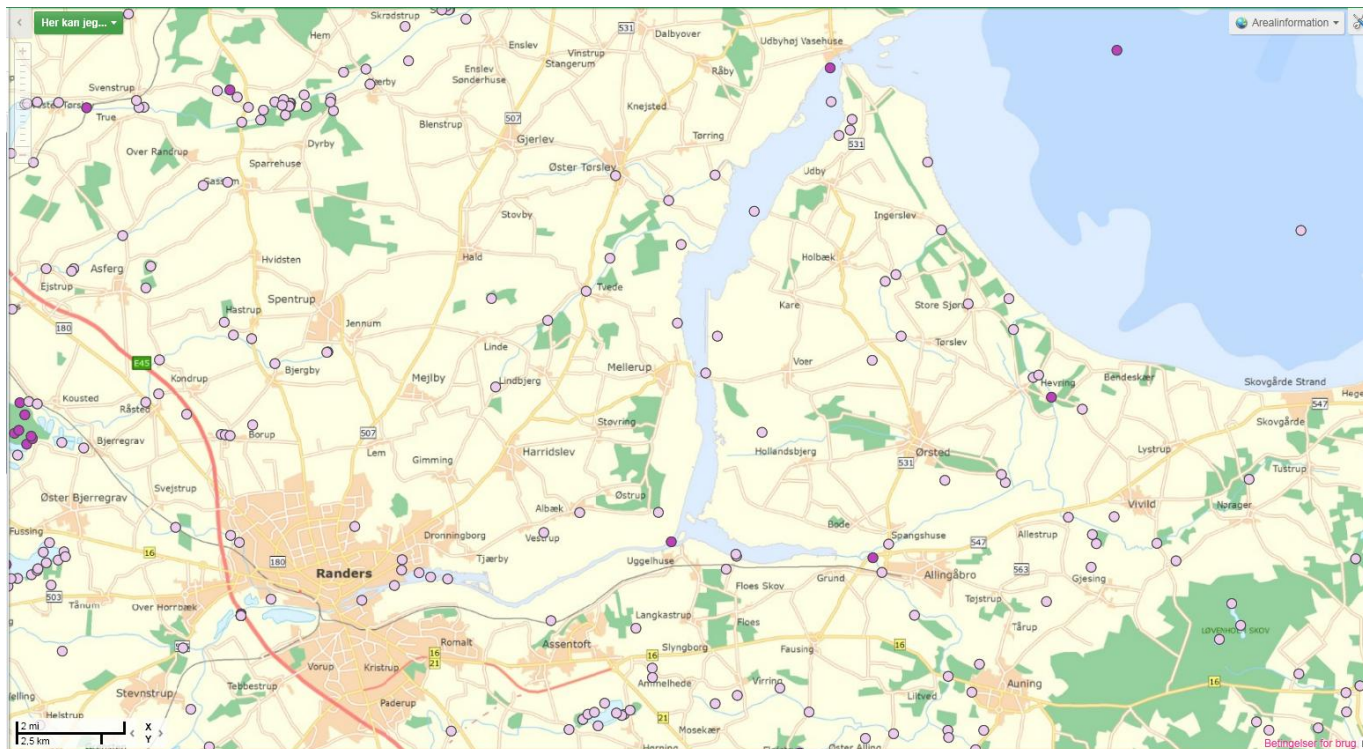 Her kan jeg...
Arealinformation
Skrødstrup
Hem
Enslev
531
Dalbyover
Udbyhøj Vasehuse
Vinstrup
Stangerum
Enslev
Sønderhuse
Råby
Svenstrup
True
Knejsted
507
Blenstrup
Gjerlev
Tørring
531
Over Randrup
Dyrby
Sparrehuse
Øster Tørslev
Udby
Stovby
Ingerslev
Asferg
Hvidsten
Hald
Holbæk
Ejstrup
Spentrup
Tvede
Kare
Store Sjørup
Hastrup
180
Jennum
Linde
Tørslev
E45
Bjergby
Mellerup
Voer
Kondrup
Mejlby
Lindbjerg
Hevring
Bendeskær
Skovgårde Strand
Kousted
Råsted
547
Støvring
Skovgårde
Bjerregrav
Borup
507
Lem
Gimming
Harridslev
Hollandsbjerg
Ørsted
531
Lystrup
Tustrup
Svejstrup
Øster Bjerregrav
Østrup
Vivild
Nørager
Albæk
Fussing
Dronningborg
Vestrup
Bode
Spangshuse
Allestrup
16
547
180
Tjærby
Uggelhuse
Randers
Floes Skov
Grund
Allingåbro
563
Gjesing
503
Tånum
Over Hornbæk
Tøjstrup
Langkastrup
Floes
Tårup
LØVENHOLM SKOV
Romalt
Assentoft
Slyngborg
Fausing
16
16
16
21
Vorup
Kristrup
Ammelhede
Virring
Stevnstrup
Tebbestrup
Litved
Auning
16
Paderup
Helstrup
21
Mosekær
2 mi
X
2,5 km
Y
Øster Alling
Betingelser for brug